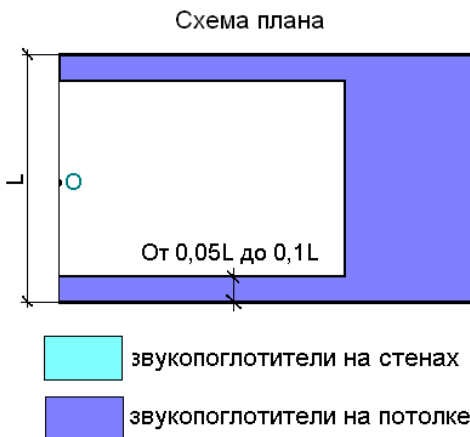 Схема плана
L
О
От 0,05L до 0,1L
звукопоглотители на стенах
звукопоглотители на потолке